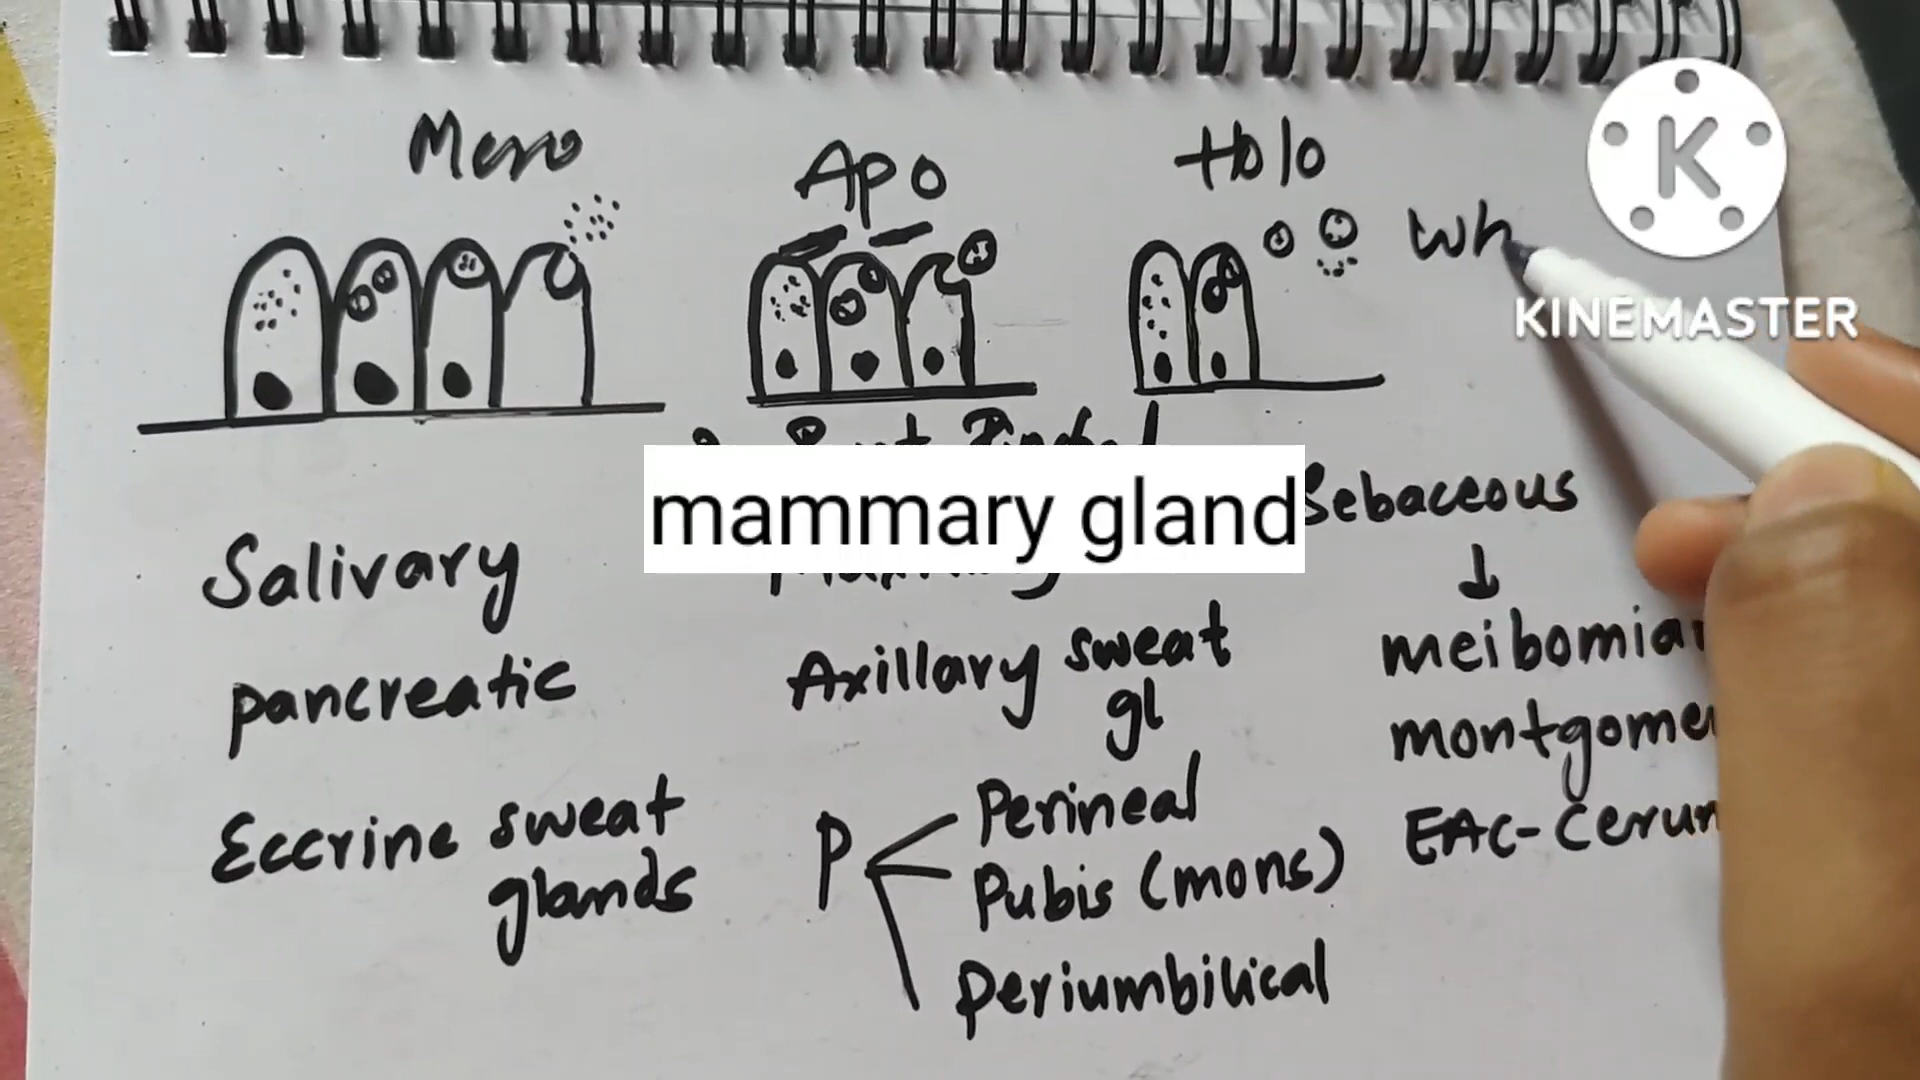 Mero
Apo
Holo
Wh
KINEMASTER
mammary gland
Sebaceous
Salivary
meibomian
Axillary sweat
gl
pancreatic
montgome
Perineal
Eccrine sweat
glands
P
Pubis (mons)
EAC-Cerum
Periumbilical